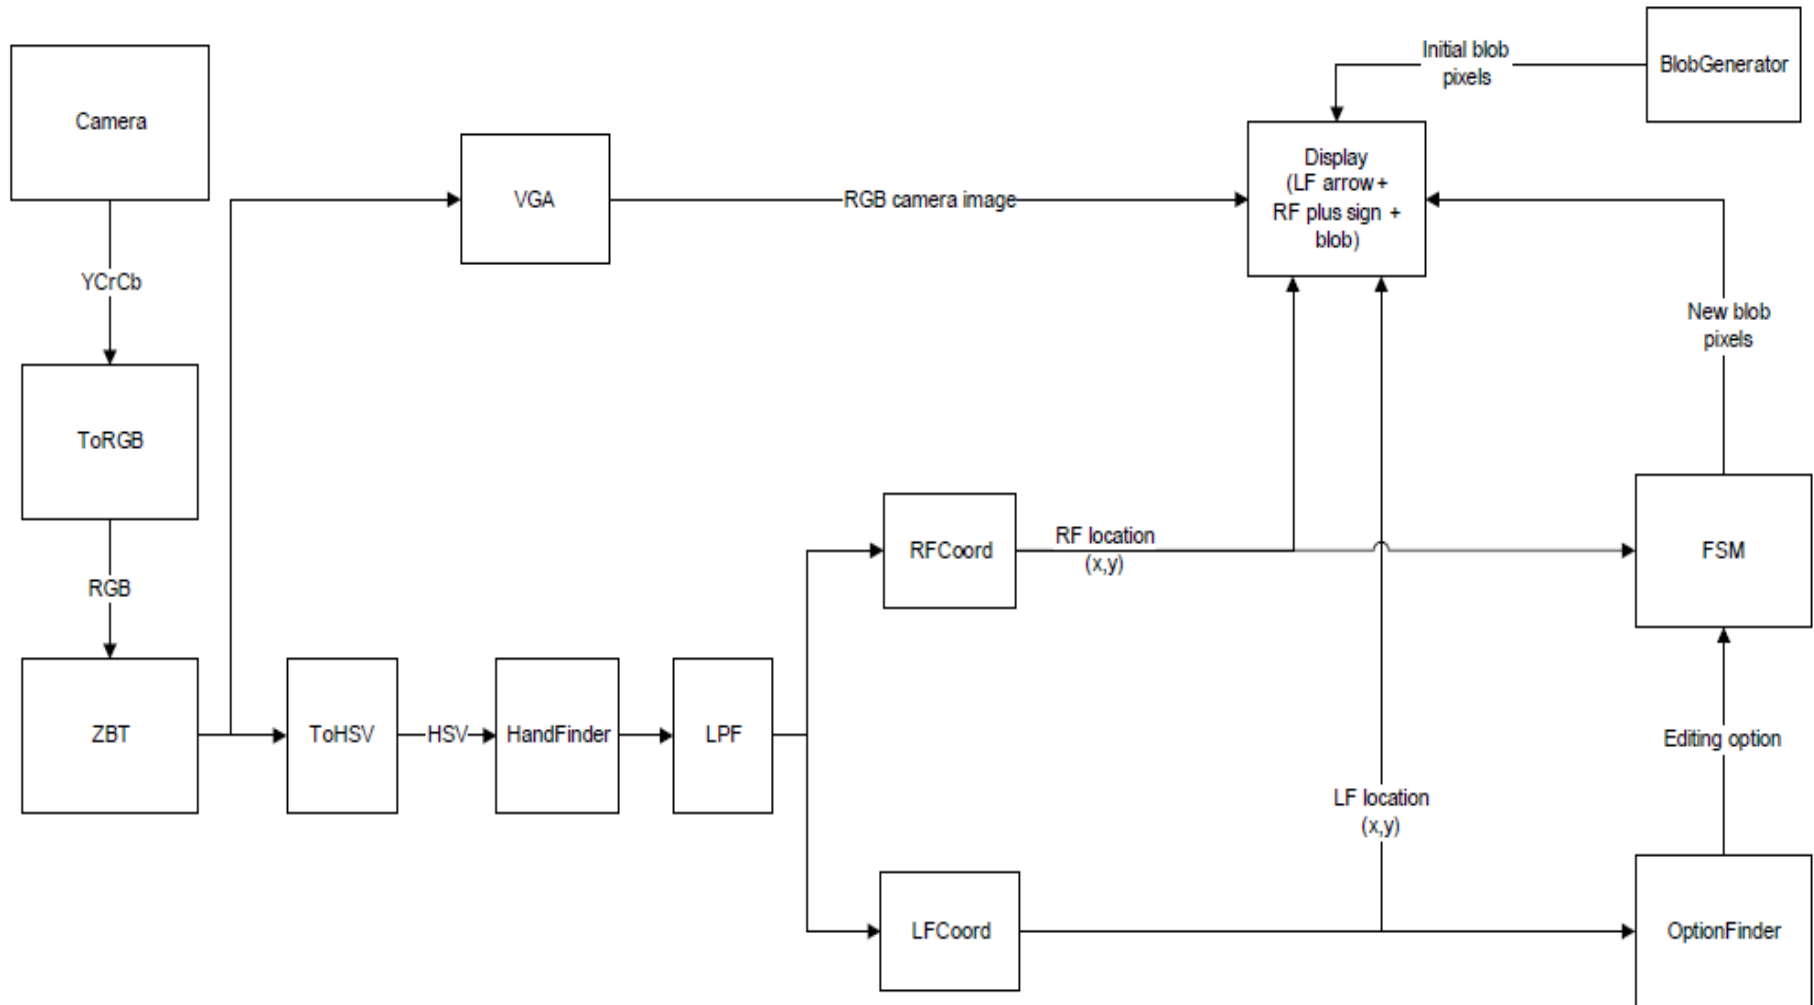 Initial blob
pixels
BlobGenerator
Camera
Display
(LF arrow +
RF plus sign +
blob)
VGA
RGB camera image
YCrCb
New blob
pixels
ToRGB
RF location
(x,y)
RFCoord
FSM
RGB
ZBT
ToHSV
HSV
HandFinder
LPF
Editing option
LF location
(x,y)
LFCoord
OptionFinder